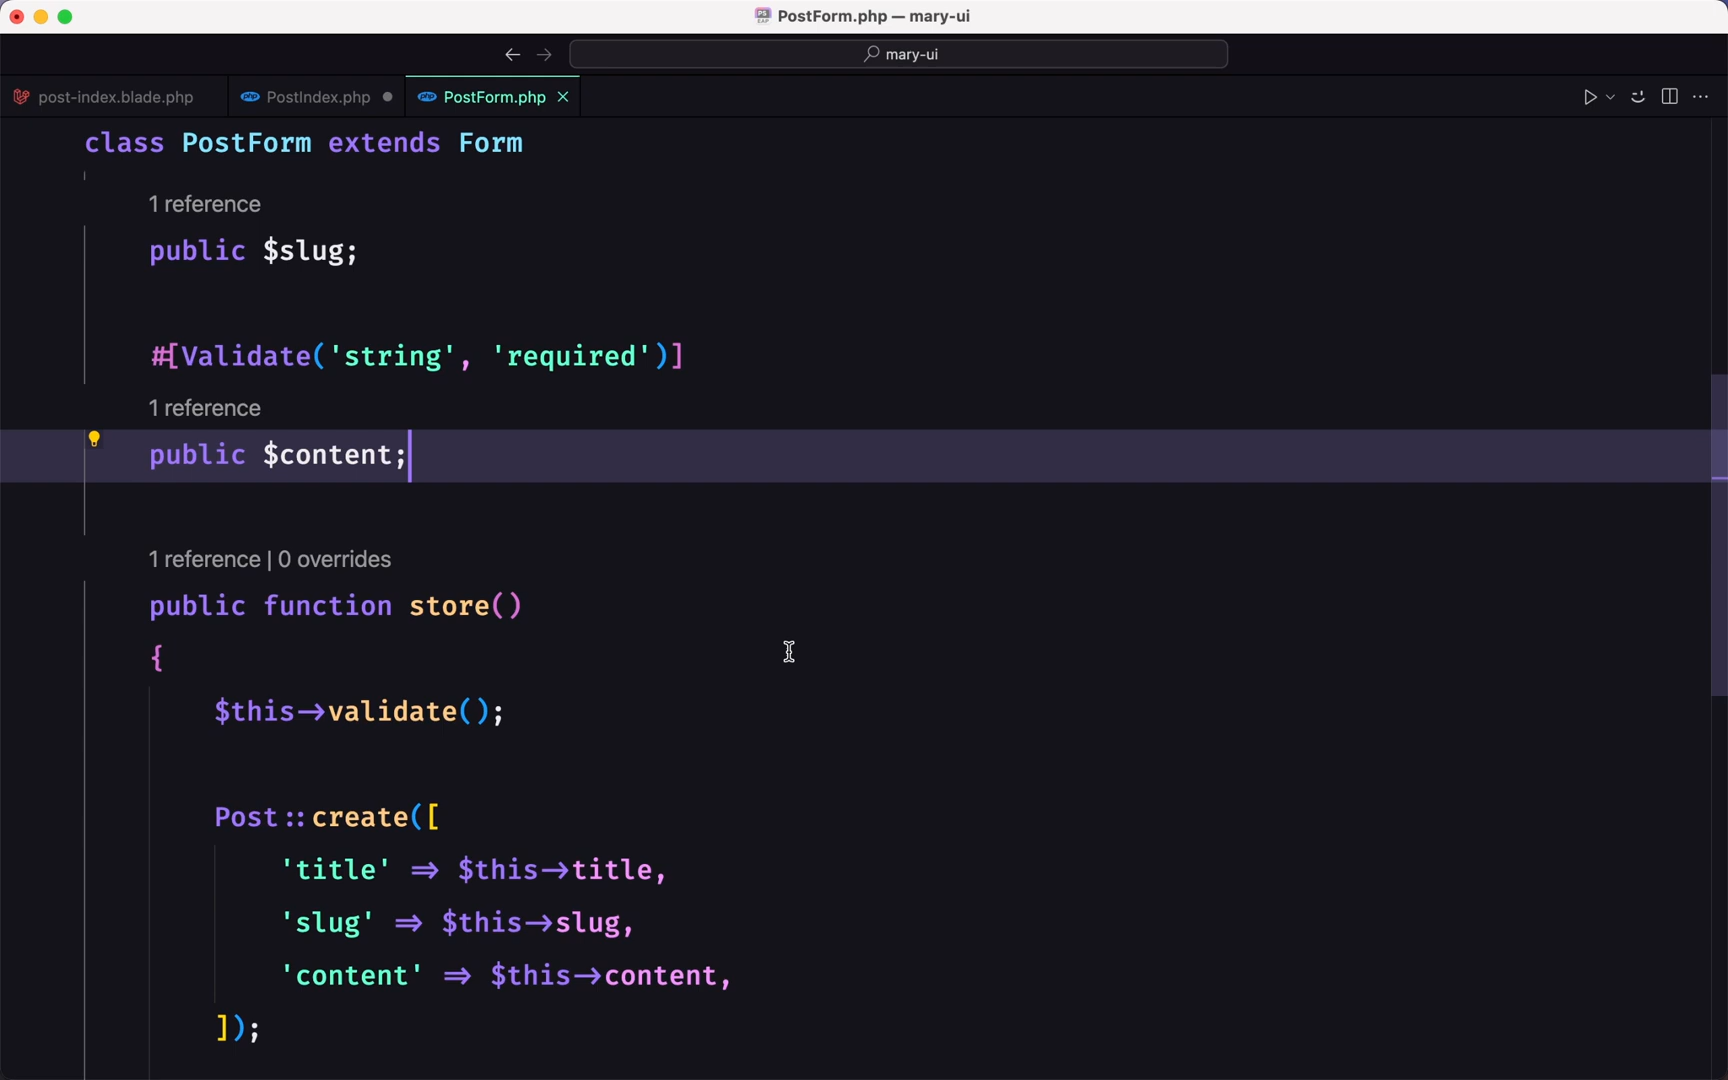 PostForm.php — mary-ui
mary-ui
post-index.blade.php
PostIndex.php
PostForm.php
class PostForm extends Form
1 reference
public $slug;
#[Validate('string', 'required')]
1 reference
public $content;
1 reference | 0 overrides
public function store()
{
$this->validate();
Post::create([
'title' => $this->title,
'slug' => $this->slug,
'content' => $this->content,
]);